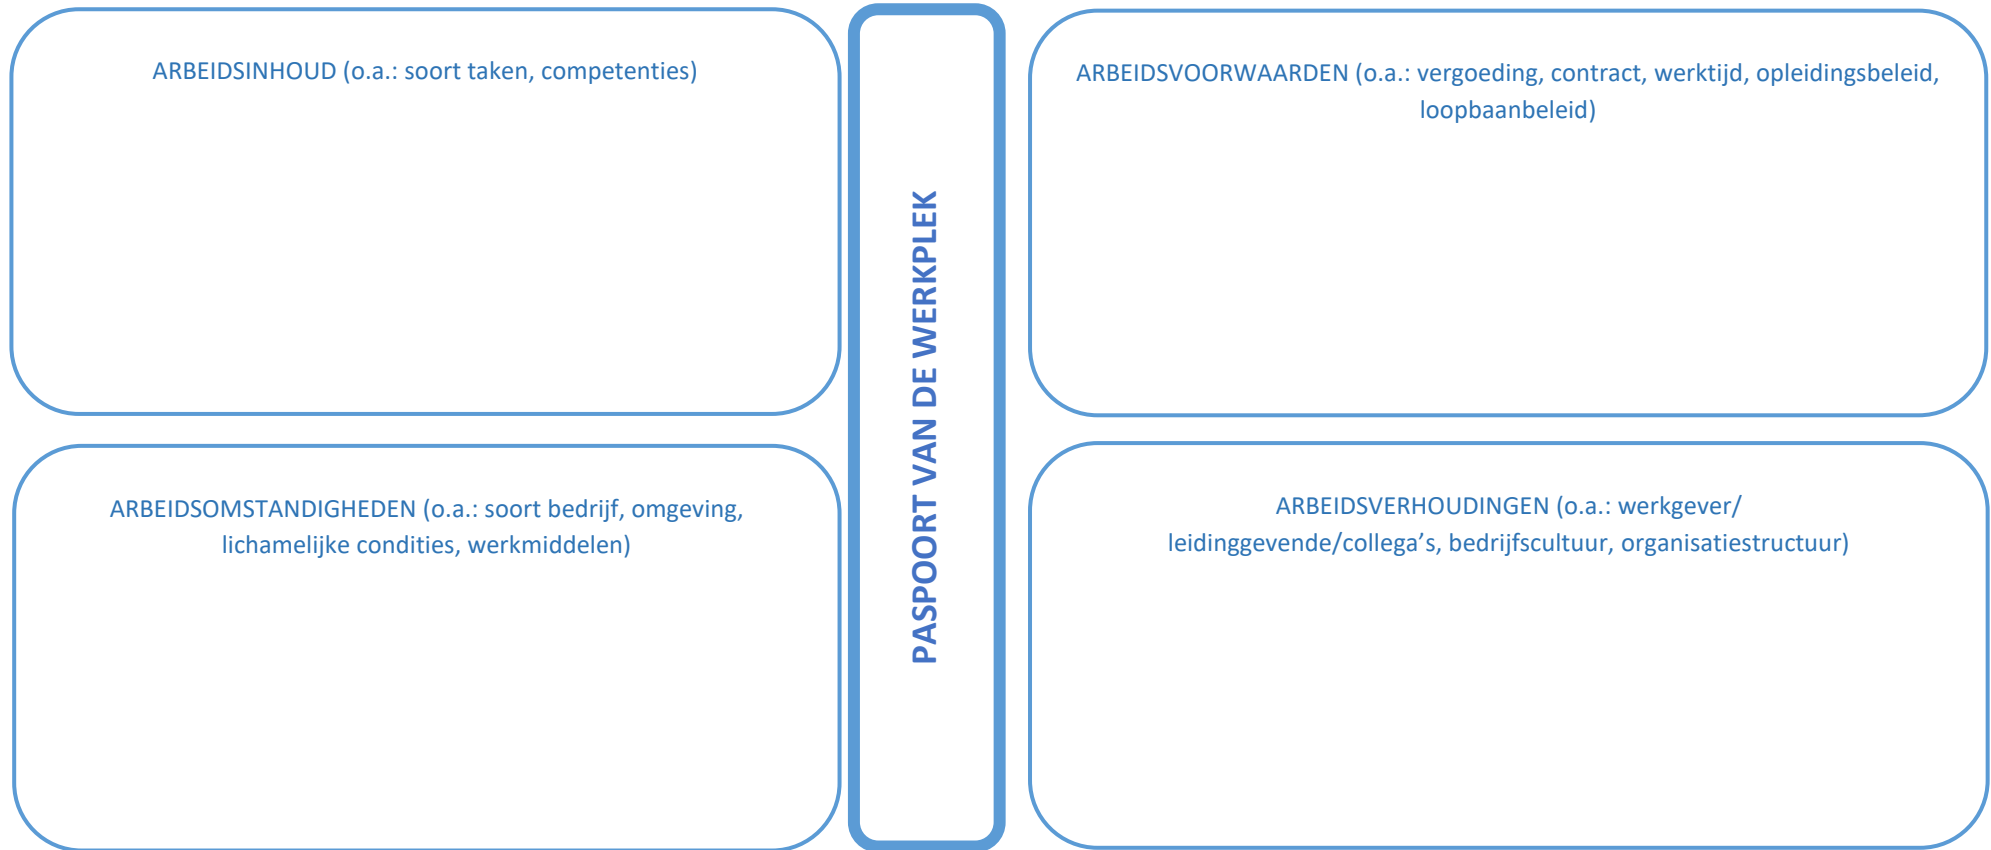 ARBEIDSINHOUD (o.a.: soort taken, competenties)
ARBEIDSVOORWAARDEN (o.a.: vergoeding, contract, werktijd, opleidingsbeleid,
loopbaanbeleid)
PASPOORT VAN DE WERKPLEK
ARBEIDSOMSTANDIGHEDEN (o.a.: soort bedrijf, omgeving,
lichamelijke condities, werkmiddelen)
ARBEIDSVERHOUDINGEN (o.a.: werkgever/
leidinggevende/collega’s, bedrijfscultuur, organisatiestructuur)